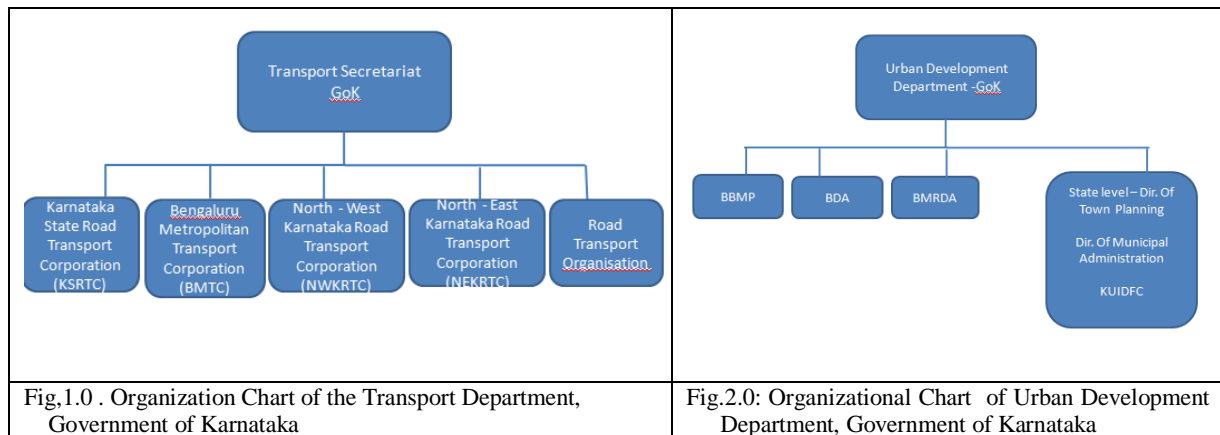 Transport Secretariat
GoK
Karnataka
State Road
Transport
Corporation
(KSRTC)
Bengaluru
Metropolitan
Transport
Corporation
(BMTC)
North - West
Karnataka Road
Transport
Corporation
(NWKRTC)
North - East
Karnataka Road
Transport
Corporation
(NEKRTC)
Road
Transport
Organisation
Fig,1.0 . Organization Chart of the Transport Department,
Government of Karnataka
Urban Development
Department -GoK
BBMP
BDA
BMRDA
State level – Dir. Of
Town Planning
Dir. Of Municipal
Administration
KUIDFC
Fig.2.0: Organizational Chart of Urban Development
Department, Government of Karnataka